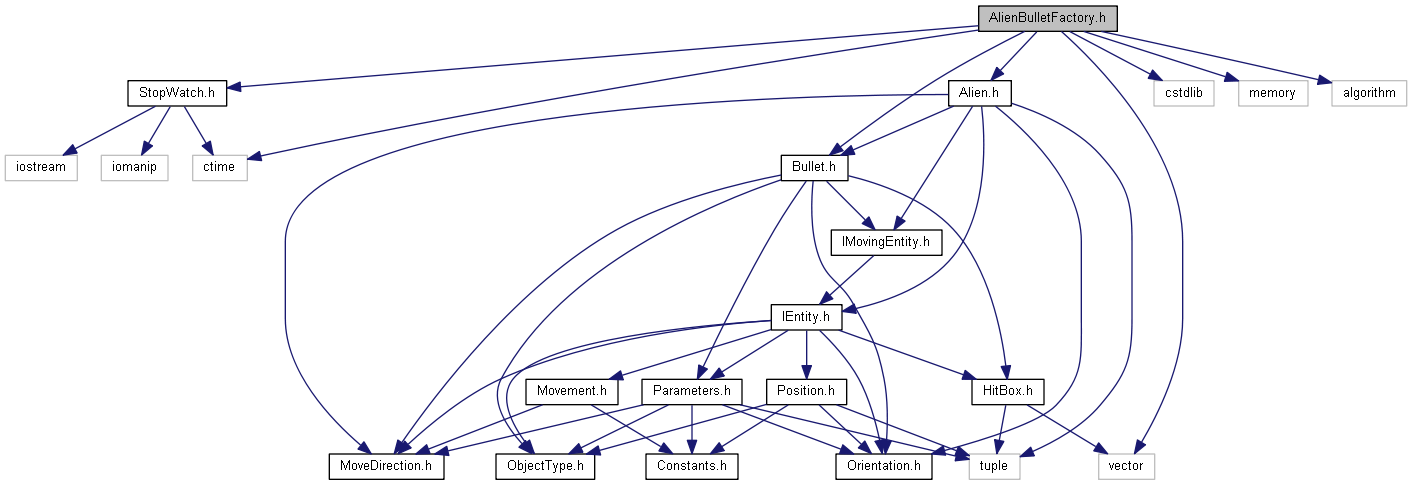 AlienBulletFactory.h
StopWatch.h
Alien.h
cstdlib
memory
algorithm
iostream
iomanip
ctime
Bullet.h
IMovingEntity.h
IEntity.h
Movement.h
Parameters.h
Position.h
HitBox.h
MoveDirection.h
ObjectType.h
Constants.h
Orientation.h
tuple
vector